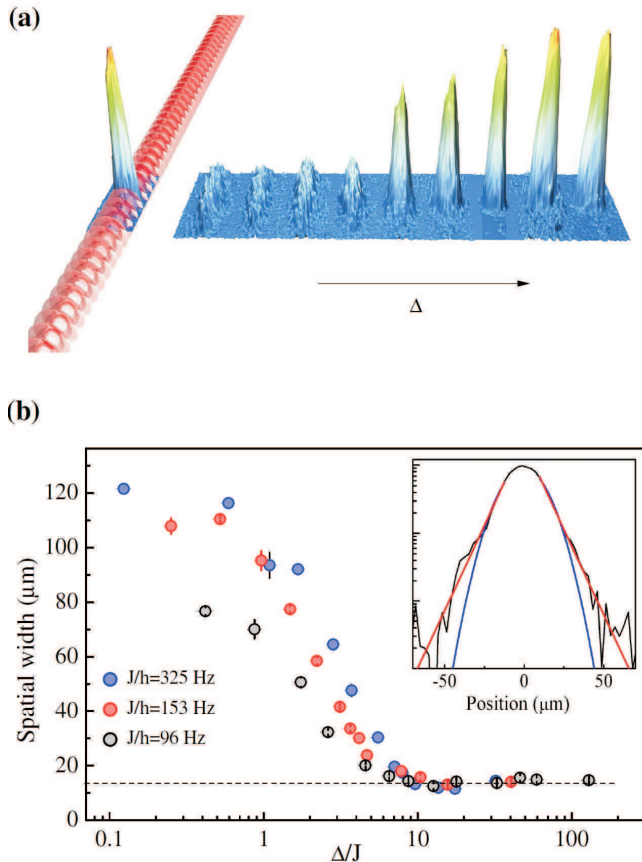 (a)
Δ
(b)
120
100
80
60
40
20
0
Spatial width (μm)
J/h=325 Hz
J/h=153 Hz
J/h=96 Hz
-50 0 50
Position (μm)
0.1 1 10 100
Δ/J